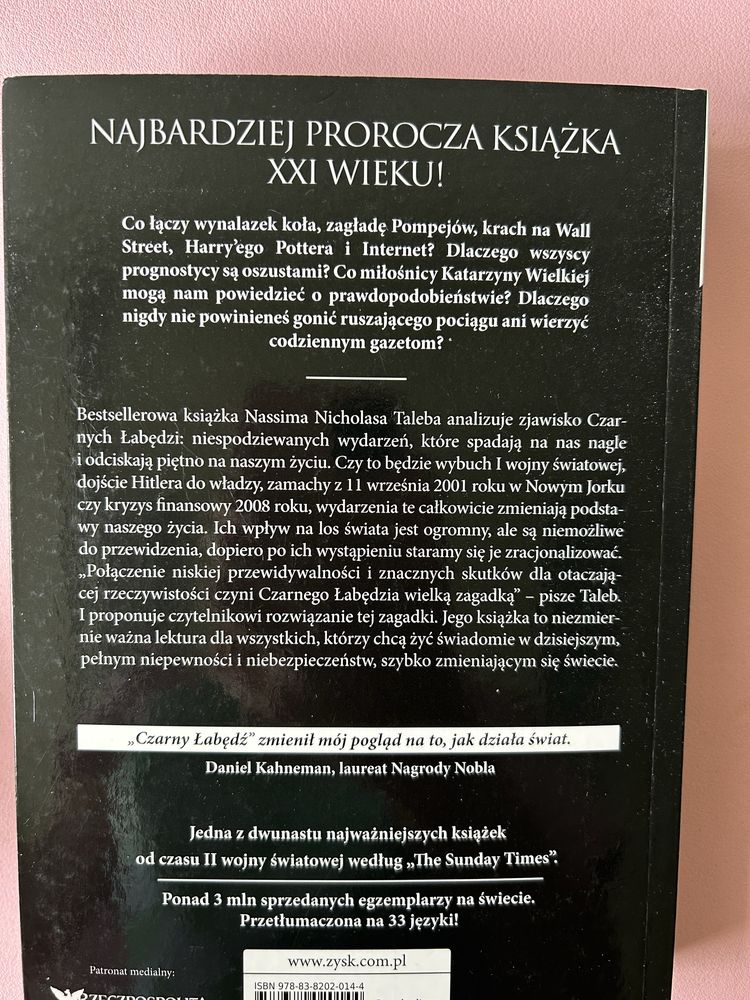 NAJBARDZIEJ PROROCZA KSIĄŻKA
XXI WIEKU!
Co łączy wynalazek koła, zagładę Pompejów, krach na Wall
Street, Harry'ego Pottera i Internet? Dlaczego wszyscy
prognostycy są oszustami? Co miłośnicy Katarzyny Wielkiej
mogą nam powiedzieć o prawdopodobieństwie? Dlaczego
nigdy nie powinieneś gonić ruszającego pociągu ani wierzyć
codziennym gazetom?
Bestsellerowa książka Nassima Nicholasa Taleba analizuje zjawisko Czar-
nych Łabędzi: niespodziewanych wydarzeń, które spadają na nas nagle
i odciskają piętno na naszym życiu. Czy to będzie wybuch I wojny światowej,
dojście Hitlera do władzy, zamachy z 11 września 2001 roku w Nowym Jorku
czy kryzys finansowy 2008 roku, wydarzenia te całkowicie zmieniają podsta-
wy naszego życia. Ich wpływ na los świata jest ogromny, ale są niemożliwe
do przewidzenia, dopiero po ich wystąpieniu staramy się je zracjonalizować.
„Połączenie niskiej przewidywalności i znacznych skutków dla otaczają-
cej rzeczywistości czyni Czarnego Łabędzia wielką zagadką” – pisze Taleb.
I proponuje czytelnikowi rozwiązanie tej zagadki. Jego książka to niezmier-
nie ważna lektura dla wszystkich, którzy chcą żyć świadomie w dzisiejszym,
pełnym niepewności i niebezpieczeństw, szybko zmieniającym się świecie.
„Czarny Łabędź” zmienił mój pogląd na to, jak działa świat.
Daniel Kahneman, laureat Nagrody Nobla
Jedna z dwunastu najważniejszych książek
od czasu II wojny światowej według „The Sunday Times”.
Ponad 3 mln sprzedanych egzemplarzy na świecie.
Przetłumaczona na 33 języki!
www.zysk.com.pl
Patronat medialny:
ISBN 978-83-8202-014-4
RZECZPOSPOLITA